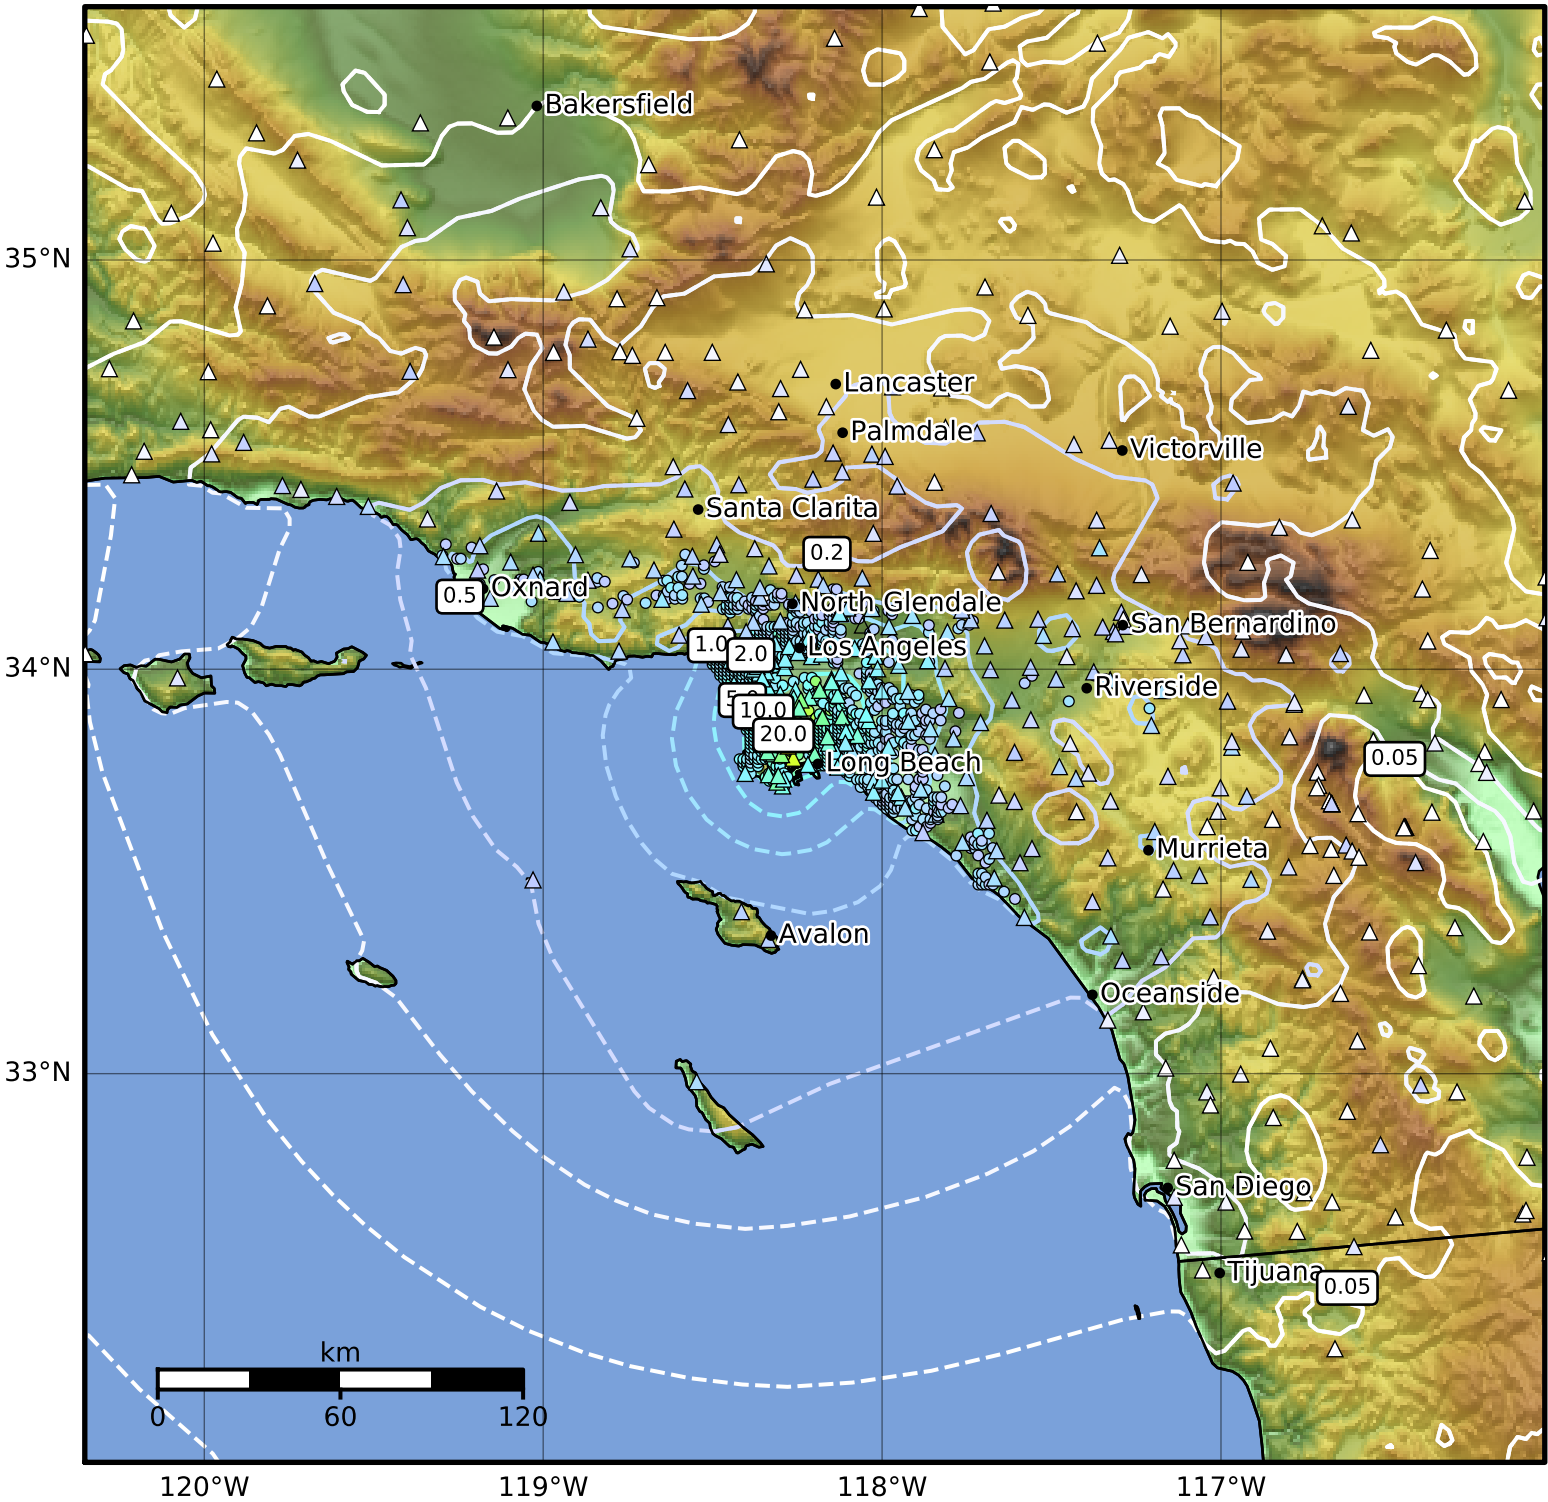 Bakersfield
35°N
Lancaster
Palmdale
Victorville
Santa Clarita
0.2
Oxnard
0.5
North Glendale
San Bernardino
1.0
2.0
Los Angeles
34°N
Riverside
10.0
20.0
0.05
Long Beach
Murrieta
Avalon
Oceanside
33°N
San Diego
Tijuana
0.05
km
0 60 120
120°W 119°W 118°W 117°W